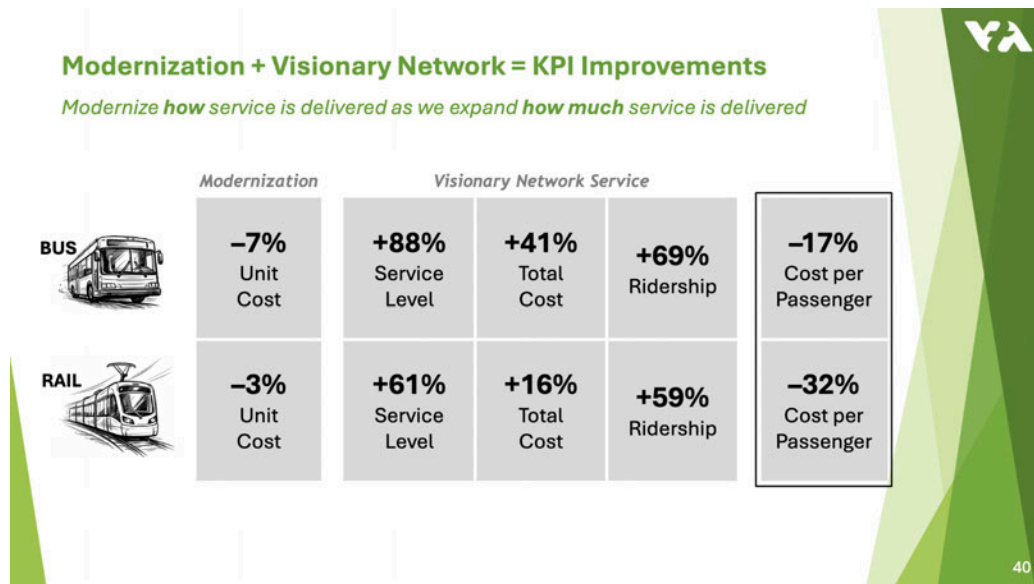 VTA
Modernization + Visionary Network = KPI Improvements
Modernize how service is delivered as we expand how much service is delivered
Modernization
Visionary Network Service
BUS
–7%
Unit
Cost
+88%
Service
Level
+41%
Total
Cost
+69%
Ridership
–17%
Cost per
Passenger
RAIL
–3%
Unit
Cost
+61%
Service
Level
+16%
Total
Cost
+59%
Ridership
–32%
Cost per
Passenger
40